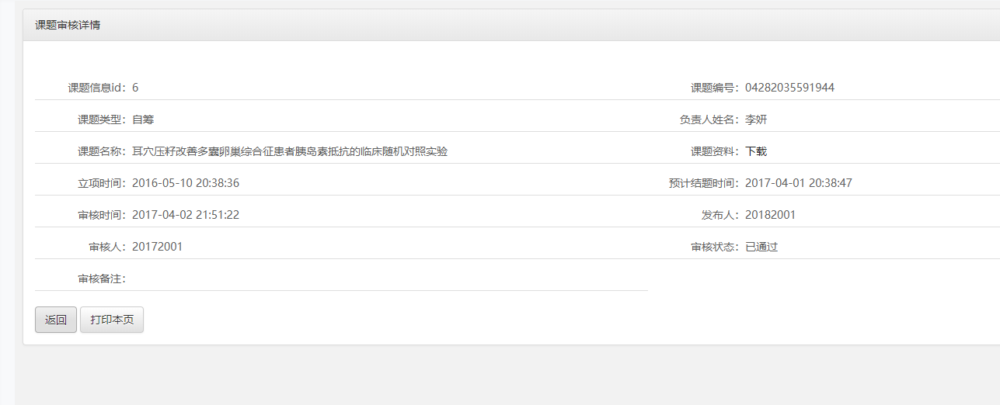 课题审核详情
课题信息id：6 课题编号：04282035591944
课题类型：自筹 负责人姓名：李妍
课题名称：耳穴压籽改善多囊卵巢综合征患者胰岛素抵抗的临床随机对照实验 课题资料：下载
立项时间：2016-05-10 20:38:36 预计结题时间：2017-04-01 20:38:47
审核时间：2017-04-02 21:51:22 发布人：20182001
审核人：20172001 审核状态：已通过
审核备注：
返回 打印本页